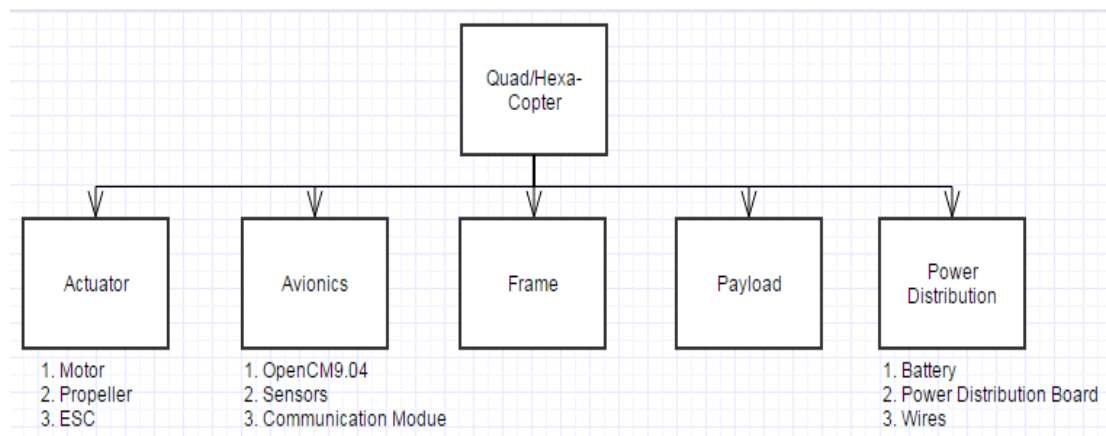 Quad/Hexa-
Copter
Actuator
Avionics
Frame
Payload
Power
Distribution
1. Motor
2. Propeller
3. ESC
1. OpenCM9.04
2. Sensors
3. Communication Modue
1. Battery
2. Power Distribution Board
3. Wires